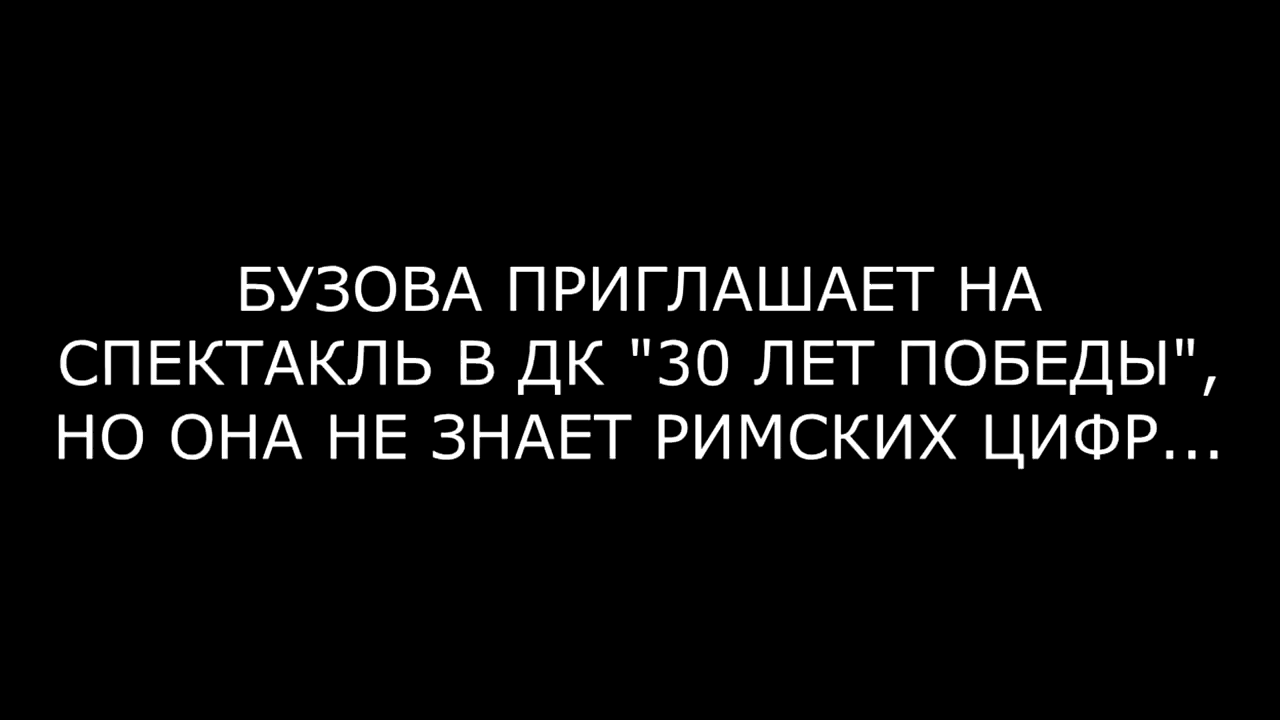 БУЗОВА ПРИГЛАШАЕТ НА
СПЕКТАКЛЬ В ДК "30 ЛЕТ ПОБЕДЫ",
НО ОНА НЕ ЗНАЕТ РИМСКИХ ЦИФР...